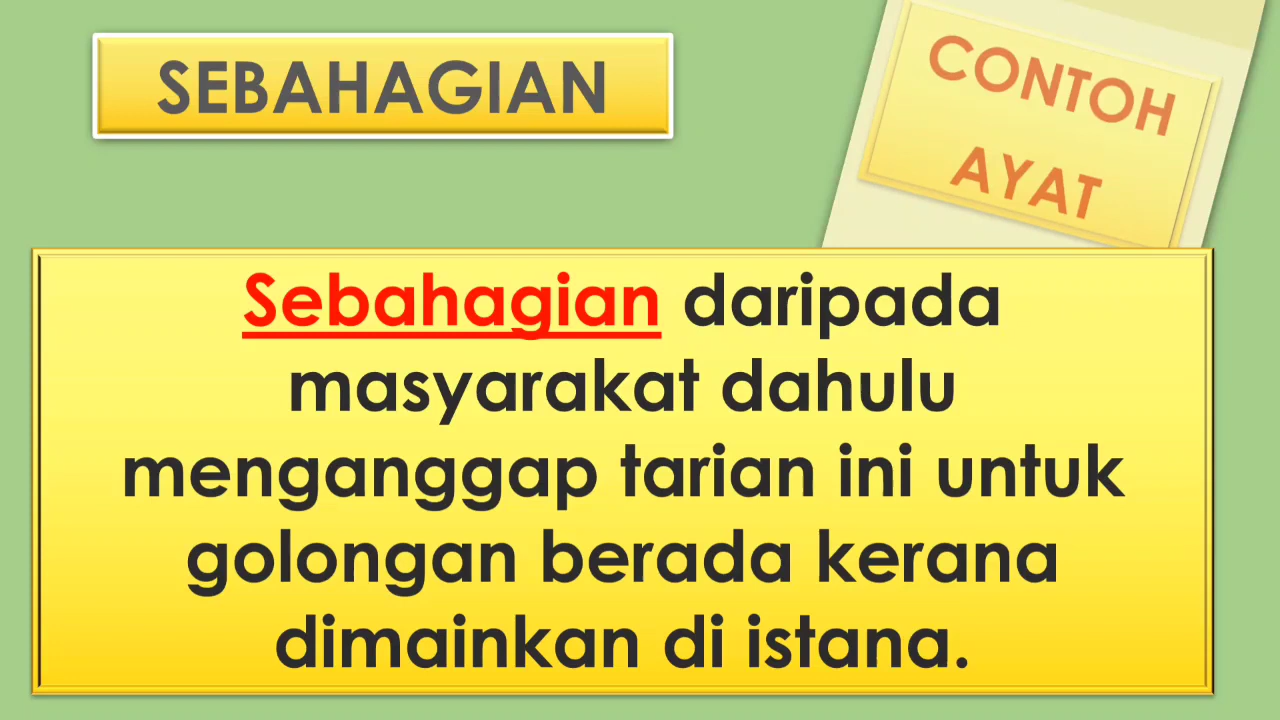 SEBAHAGIAN
CONTOH
AYAT
Sebahagian daripada
masyarakat dahulu
menganggap tarian ini untuk
golongan berada kerana
dimainkan di istana.